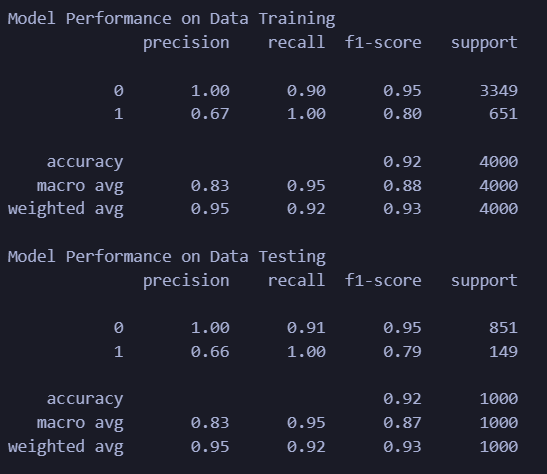 Model Performance on Data Training
precision recall f1-score support
0 1.00 0.90 0.95 3349
1 0.67 1.00 0.80 651
accuracy 0.92 4000
macro avg 0.83 0.95 0.88 4000
weighted avg 0.95 0.92 0.93 4000
Model Performance on Data Testing
precision recall f1-score support
0 1.00 0.91 0.95 851
1 0.66 1.00 0.79 149
accuracy 0.92 1000
macro avg 0.83 0.95 0.87 1000
weighted avg 0.95 0.92 0.93 1000